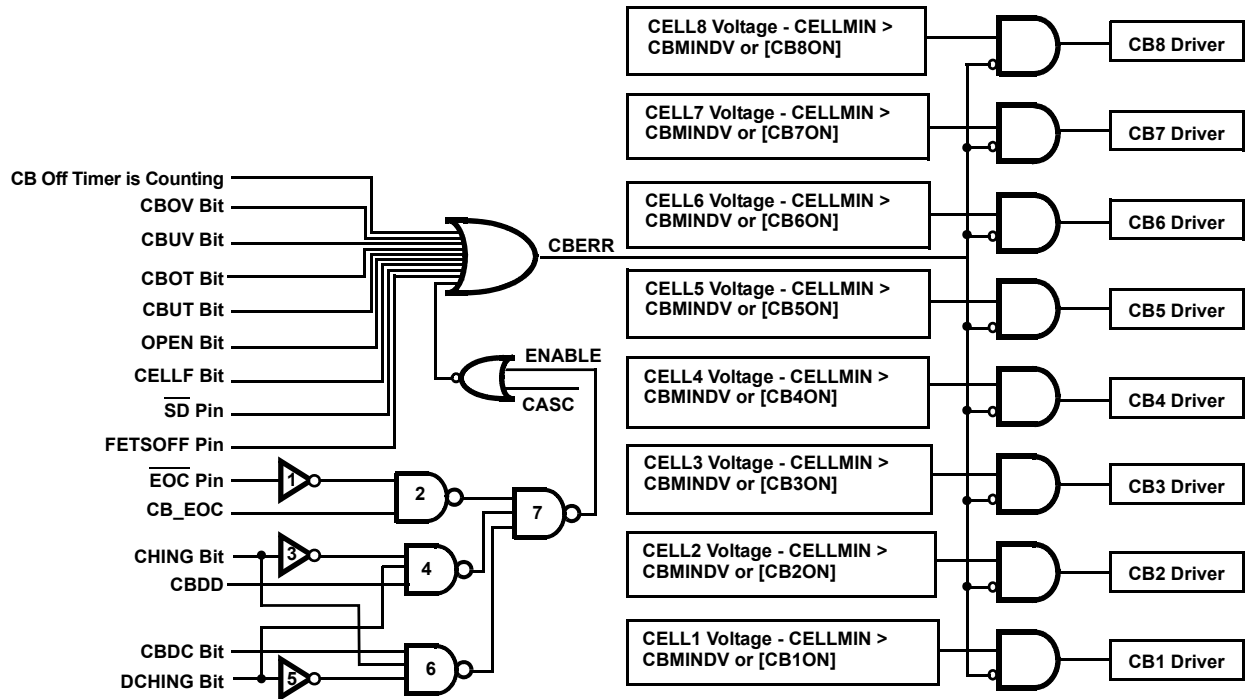 CB Off Timer is Counting
CBOV Bit
CBUV Bit
CBOT Bit
CBUT Bit
OPEN Bit
CELLF Bit
SD Pin
FETSOFF Pin
EOC Pin
CB_EOC
CHING Bit
CBDD
CBDC Bit
DCHING Bit
1
2
3
4
5
6
7
CBERR
ENABLE
CASC
CELL8 Voltage - CELLMIN >
CBMINDV or [CB8ON]
CB8 Driver
CELL7 Voltage - CELLMIN >
CBMINDV or [CB7ON]
CB7 Driver
CELL6 Voltage - CELLMIN >
CBMINDV or [CB6ON]
CB6 Driver
CELL5 Voltage - CELLMIN >
CBMINDV or [CB5ON]
CB5 Driver
CELL4 Voltage - CELLMIN >
CBMINDV or [CB4ON]
CB4 Driver
CELL3 Voltage - CELLMIN >
CBMINDV or [CB3ON]
CB3 Driver
CELL2 Voltage - CELLMIN >
CBMINDV or [CB2ON]
CB2 Driver
CELL1 Voltage - CELLMIN >
CBMINDV or [CB1ON]
CB1 Driver